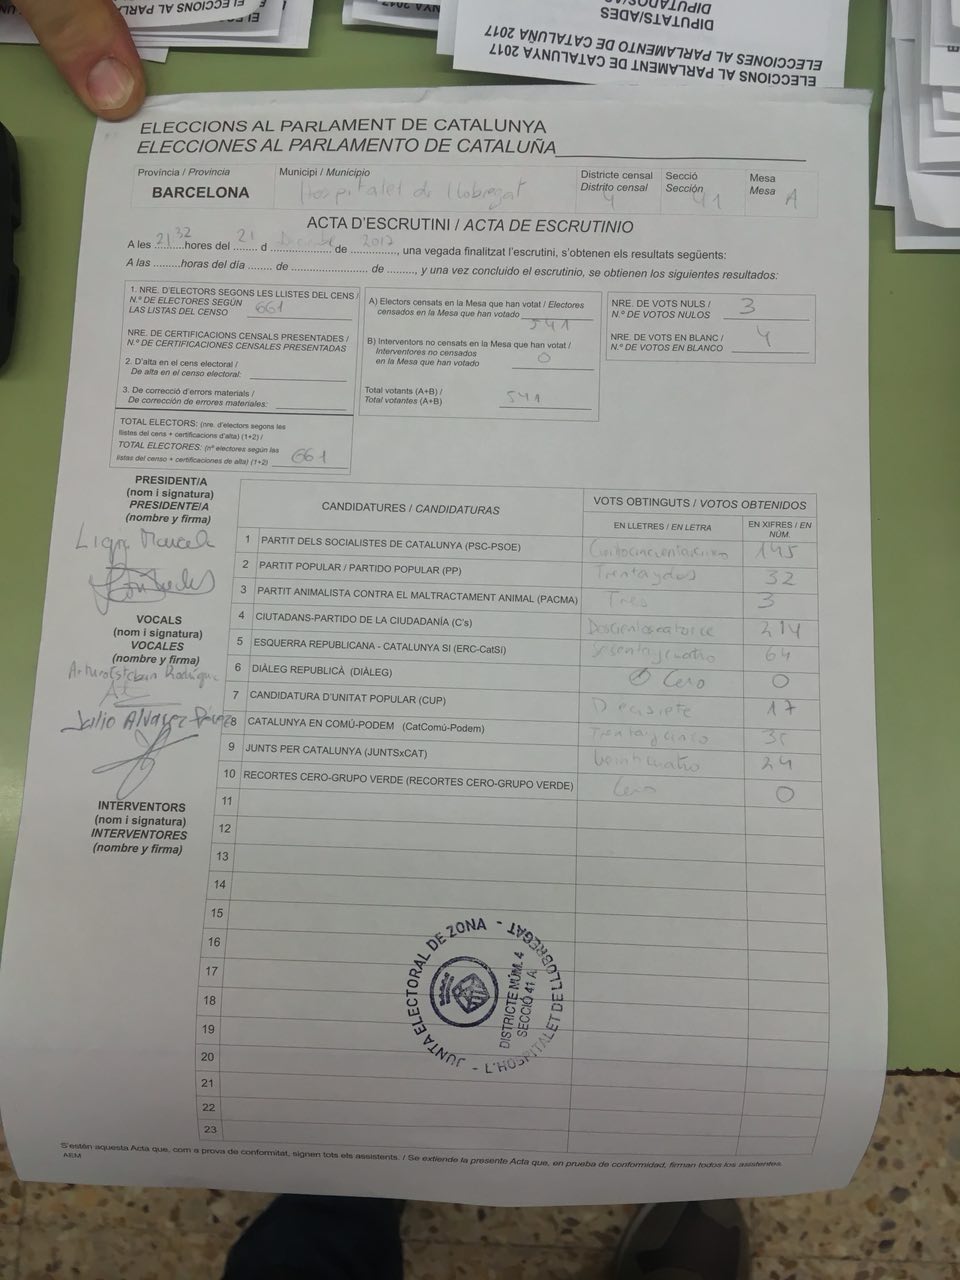 ELECCIONS AL PARLAMENT DE CATALUNYA 2017
ELECCIONES AL PARLAMENTO DE CATALUÑA 2017
DIPUTATS/ADES
ELECCIONS AL PARLAMENT DE CATALUNYA
ELECCIONES AL PARLAMENTO DE CATALUÑA
Província / Provincia
BARCELONA
Municipi / Municipio
Hospitalet de Llobregat
Districte censal
Distrito censal
4
Secció
Sección
41
Mesa
Mesa
A
ACTA D'ESCRUTINI / ACTA DE ESCRUTINIO
A les 21 32 hores del 21 d Diciembre de 2017, una vegada finalitzat l'escrutini, s'obtenen els resultats següents:
A las .........horas del día ....... de ................. de ........, y una vez concluido el escrutinio, se obtienen los siguientes resultados:
1. NRE. D'ELECTORS SEGONS LES LLISTES DEL CENS /
N.º DE ELECTORES SEGÚN
LAS LISTAS DEL CENSO 661
NRE. DE CERTIFICACIONS CENSALS PRESENTADES /
N.º DE CERTIFICACIONES CENSALES PRESENTADAS
2. D'alta en el cens electoral /
De alta en el censo electoral:
3. De correcció d'errors materials /
De corrección de errores materiales:
TOTAL ELECTORS: (nre. d'electors segons les
llistes del cens + certificacions d'alta) (1+2) /
TOTAL ELECTORES: (nº electores según las
listas del censo + certificaciones de alta) (1+2) 661
A) Electors censats en la Mesa que han votat / Electores
censados en la Mesa que han votado 541
B) Interventors no censats en la Mesa que han votat /
Interventores no censados
en la Mesa que han votado 0
Total votants (A+B) /
Total votantes (A+B) 541
NRE. DE VOTS NULS /
N.º DE VOTOS NULOS 3
NRE. DE VOTS EN BLANC /
N.º DE VOTOS EN BLANCO 4
PRESIDENT/A
(nom i signatura)
PRESIDENTE/A
(nombre y firma)
VOCALS
(nom i signatura)
VOCALES
(nombre y firma)
Arturo Esteban Rodríguez
Julio Alvarez
INTERVENTORS
(nom i signatura)
INTERVENTORES
(nombre y firma)
CANDIDATURES / CANDIDATURAS
VOTS OBTINGUTS / VOTOS OBTENIDOS
EN LLETRES / EN LETRA
EN XIFRES / EN NÚM.
1 PARTIT DELS SOCIALISTES DE CATALUNYA (PSC-PSOE) 145
2 PARTIT POPULAR / PARTIDO POPULAR (PP) Trentaydos 32
3 PARTIT ANIMALISTA CONTRA EL MALTRACTAMENT ANIMAL (PACMA) Tres 3
4 CIUTADANS-PARTIDO DE LA CIUDADANÍA (C's) Doscientoscatorce 214
5 ESQUERRA REPUBLICANA - CATALUNYA SI (ERC-CatSí) Sesentaycuatro 64
6 DIÀLEG REPUBLICÀ (DIÀLEG) 0 Cero 0
7 CANDIDATURA D'UNITAT POPULAR (CUP) Diecisiete 17
8 CATALUNYA EN COMÚ-PODEM (CatComú-Podem) Trentaycinco 35
9 JUNTS PER CATALUNYA (JUNTSxCAT) Veinticuatro 24
10 RECORTES CERO-GRUPO VERDE (RECORTES CERO-GRUPO VERDE) Cero 0
11
12
13
14
15
16
17
18
19
20
21
22
23
JUNTA ELECTORAL DE ZONA - L'HOSPITALET DE LLOBREGAT -
DISTRICTE NÚM. 4
SECCIÓ 41 A
S'estén aquesta Acta que, com a prova de conformitat, signen tots els assistents. / Se extiende la presente Acta que, en prueba de conformidad, firman todos los asistentes.
AEM